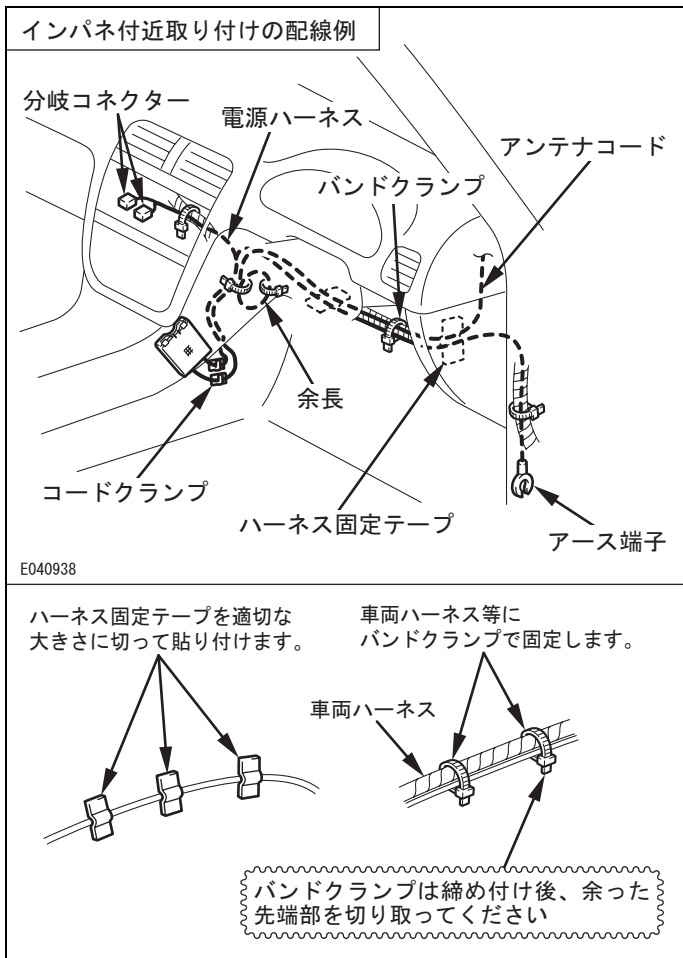 インパネ付近取り付けの配線例
分岐コネクター
電源ハーネス
アンテナコード
バンドクランプ
余長
コードクランプ
ハーネス固定テープ
アース端子
E040938
ハーネス固定テープを適切な
大きさに切って貼り付けます。
車両ハーネス等に
バンドクランプで固定します。
車両ハーネス
バンドクランプは締め付け後、余った
先端部を切り取ってください